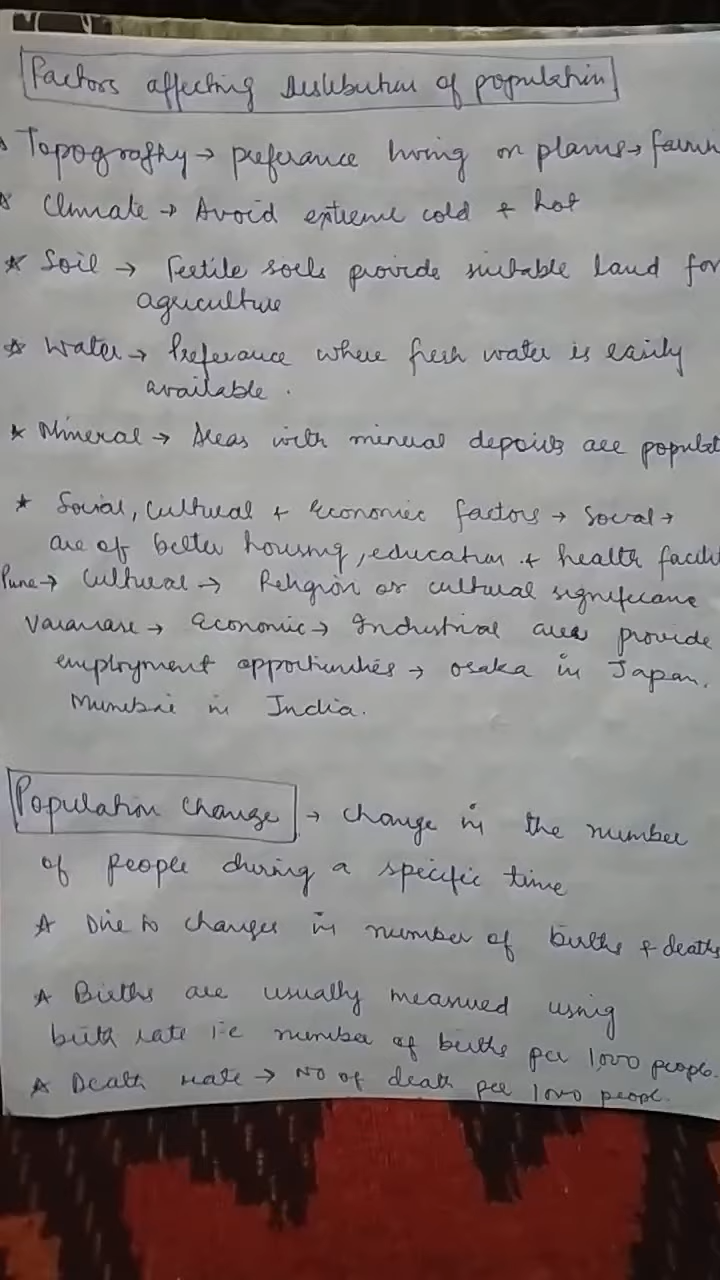 Factors affecting distribution of population
Topography → preferance living on plains →
☆ Climate → Avoid extreme cold + hot
☆ Soil → Fertile soils provide suitable land for
agriculture
☆ Water → Preferance where fresh water is easily
available .
☆ Mineral → Areas with mineral deposits are populat
☆ Social, cultural + Economic factors → Social →
are of better housing, education + health facili
Pune → Cultural → Religion or cultural significane
Varanasi → Economic → Industrial area provide
employment opportunities → Osaka in Japan.
Mumbai in India.
Population Change → change in the number
of people during a specific time
☆ Due to changes in number of births + deaths
☆ Births are usually measured using
birth rate i.e number of births per 1,000 people.
☆ Death rate → No of death per 1000 people.